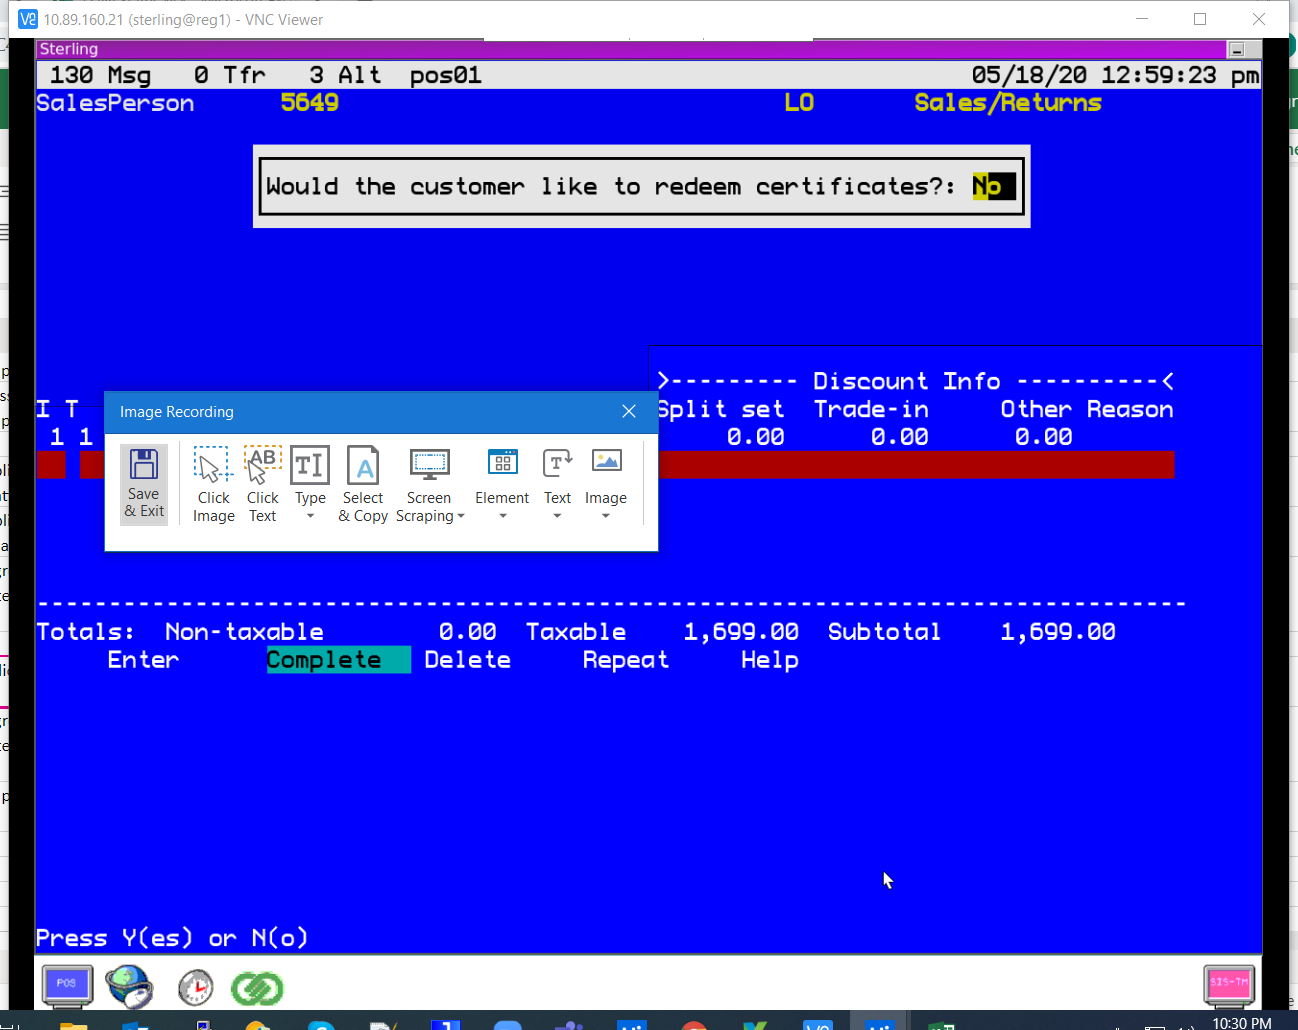 VS 10.89.160.21 (sterling@reg1) - VNC Viewer
Sterling
130 Msg 0 Tfr 3 Alt pos01 05/18/20 12:59:23 pm
SalesPerson 5649 LO Sales/Returns
Would the customer like to redeem certificates?: No
>--------- Discount Info ----------<
I T Split set Trade-in Other Reason
1 1 0.00 0.00 0.00
Image Recording
Save & Exit
Click Image
Click Text
Type
Select & Copy
Screen Scraping
Element
Text
Image
AB
TI
A
T
--------------------------------------------------------------------------------
Totals: Non-taxable 0.00 Taxable 1,699.00 Subtotal 1,699.00
Enter Complete Delete Repeat Help
Press Y(es) or N(o)
POS SIS-TM
10:30 PM